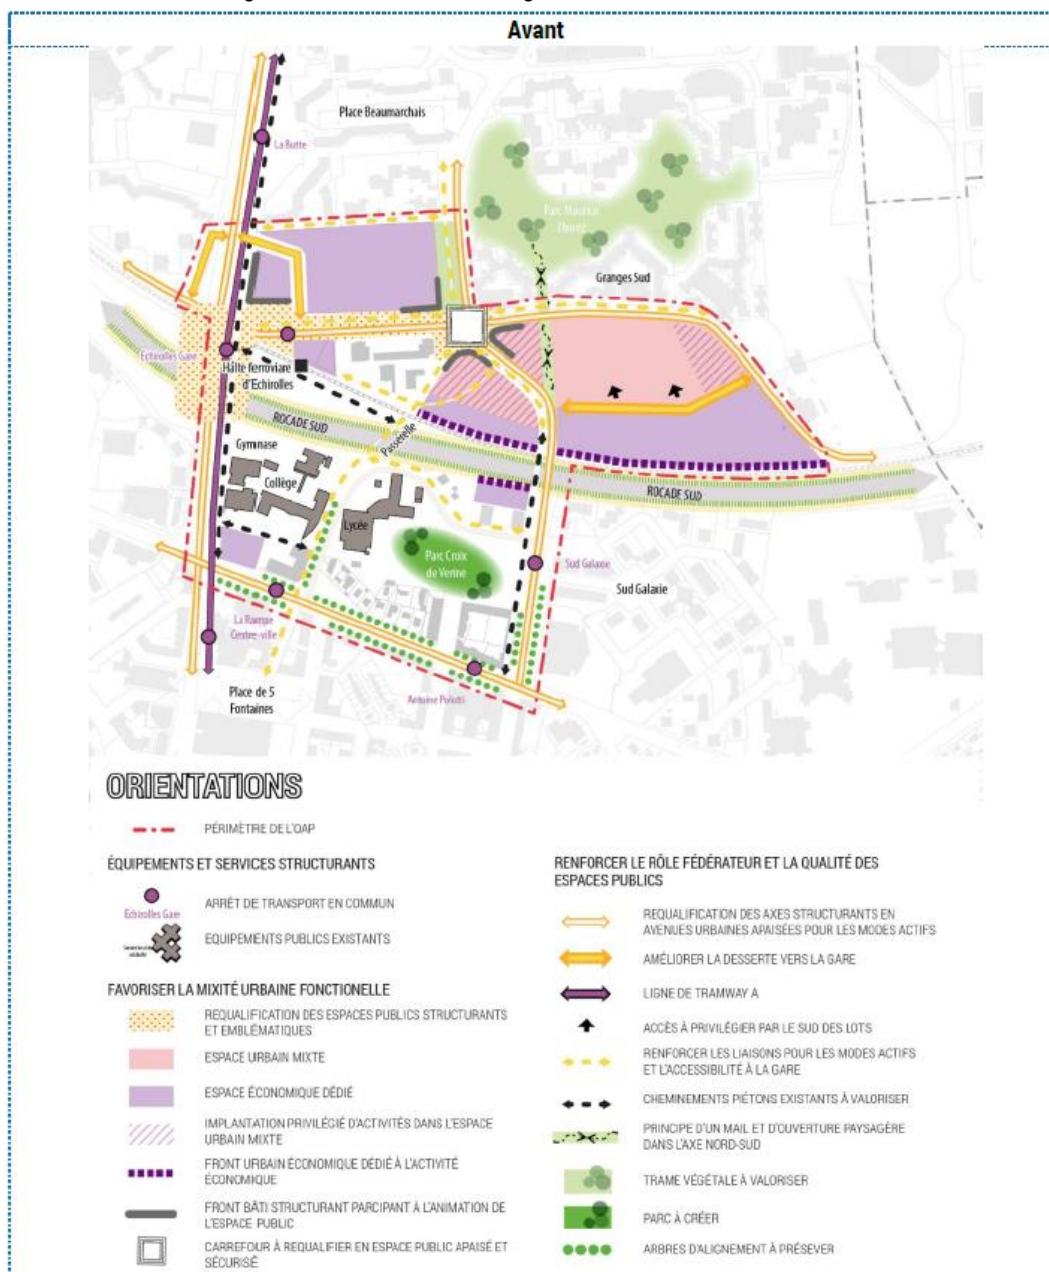 Avant
Place Beaumarchais
La Butte
Parc Maurice
Thorez
Granges Sud
Echirolles Gare
Halte ferroviaire
d'Echirolles
ROCADE SUD
Passerelle
Gymnase
Collège
Lycée
ROCADE SUD
Parc Croix
de Verine
Sud Galaxie
Sud Galaxie
La Rampe
Centre-ville
Place de 5
Fontaines
Antoine Polotti
ORIENTATIONS
PÉRIMÈTRE DE L'OAP
ÉQUIPEMENTS ET SERVICES STRUCTURANTS
Echirolles Gare
ARRÊT DE TRANSPORT EN COMMUN
EQUIPEMENTS PUBLICS EXISTANTS
FAVORISER LA MIXITÉ URBAINE FONCTIONELLE
REQUALIFICATION DES ESPACES PUBLICS STRUCTURANTS
ET EMBLÉMATIQUES
ESPACE URBAIN MIXTE
ESPACE ÉCONOMIQUE DÉDIÉ
IMPLANTATION PRIVILÉGIÉ D'ACTIVITÉS DANS L'ESPACE
URBAIN MIXTE
FRONT URBAIN ÉCONOMIQUE DÉDIÉ À L'ACTIVITÉ
ÉCONOMIQUE
FRONT BÂTI STRUCTURANT PARCIPANT À L'ANIMATION DE
L'ESPACE PUBLIC
CARREFOUR À REQUALIFIER EN ESPACE PUBLIC APAISÉ ET
SÉCURISÉ
RENFORCER LE RÔLE FÉDÉRATEUR ET LA QUALITÉ DES
ESPACES PUBLICS
REQUALIFICATION DES AXES STRUCTURANTS EN
AVENUES URBAINES APAISÉES POUR LES MODES ACTIFS
AMÉLIORER LA DESSERTE VERS LA GARE
LIGNE DE TRAMWAY A
ACCÈS À PRIVILÉGIER PAR LE SUD DES LOTS
RENFORCER LES LIAISONS POUR LES MODES ACTIFS
ET L'ACCESSIBILITÉ À LA GARE
CHEMINEMENTS PIÉTONS EXISTANTS À VALORISER
PRINCIPE D'UN MAIL ET D'OUVERTURE PAYSAGÈRE
DANS L'AXE NORD-SUD
TRAME VÉGÉTALE À VALORISER
PARC À CRÉER
ARBRES D'ALIGNEMENT À PRÉSEVER